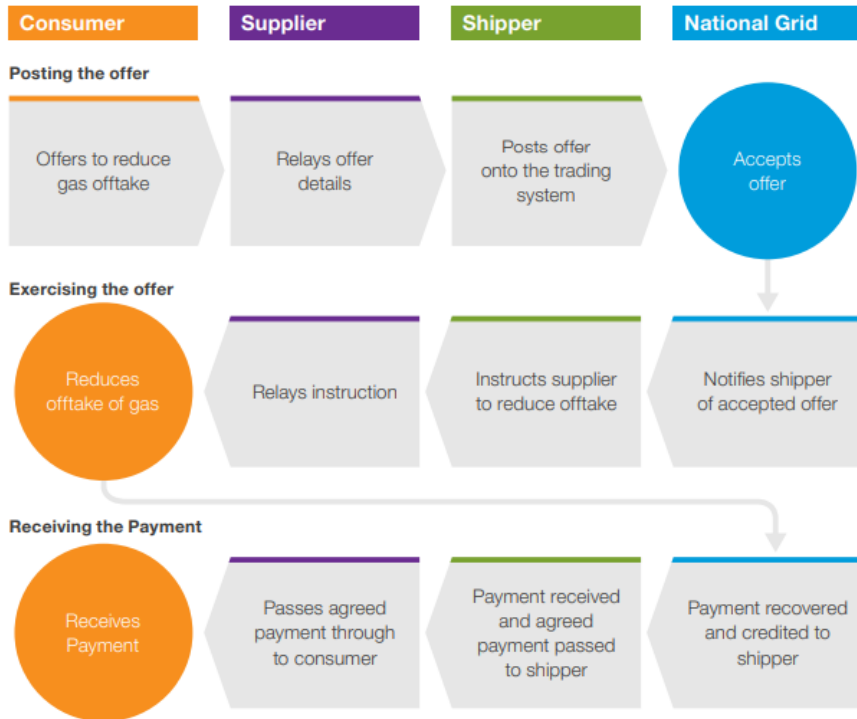 Consumer
Supplier
Shipper
National Grid
Posting the offer
Offers to reduce
gas offtake
Relays offer
details
Posts offer
onto the trading
system
Accepts
offer
Exercising the offer
Reduces
offtake of gas
Relays instruction
Instructs supplier
to reduce offtake
Notifies shipper
of accepted offer
Receiving the Payment
Receives
Payment
Passes agreed
payment through
to consumer
Payment received
and agreed
payment passed
to shipper
Payment recovered
and credited to
shipper